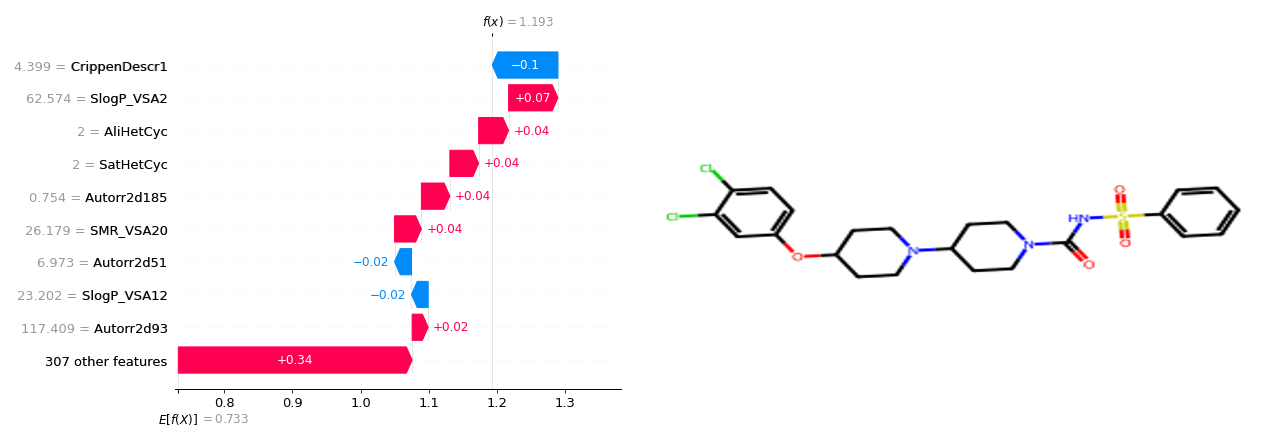 f(x) = 1.193
4.399 = CrippenDescr1
−0.1
62.574 = SlogP_VSA2
+0.07
2 = AliHetCyc
+0.04
2 = SatHetCyc
+0.04
0.754 = Autorr2d185
+0.04
26.179 = SMR_VSA20
+0.04
6.973 = Autorr2d51
−0.02
23.202 = SlogP_VSA12
−0.02
117.409 = Autorr2d93
+0.02
307 other features
+0.34
0.8 0.9 1.0 1.1 1.2 1.3
E[f(X)] = 0.733
Cl
Cl
O
N
N
O
HN
O
S
O